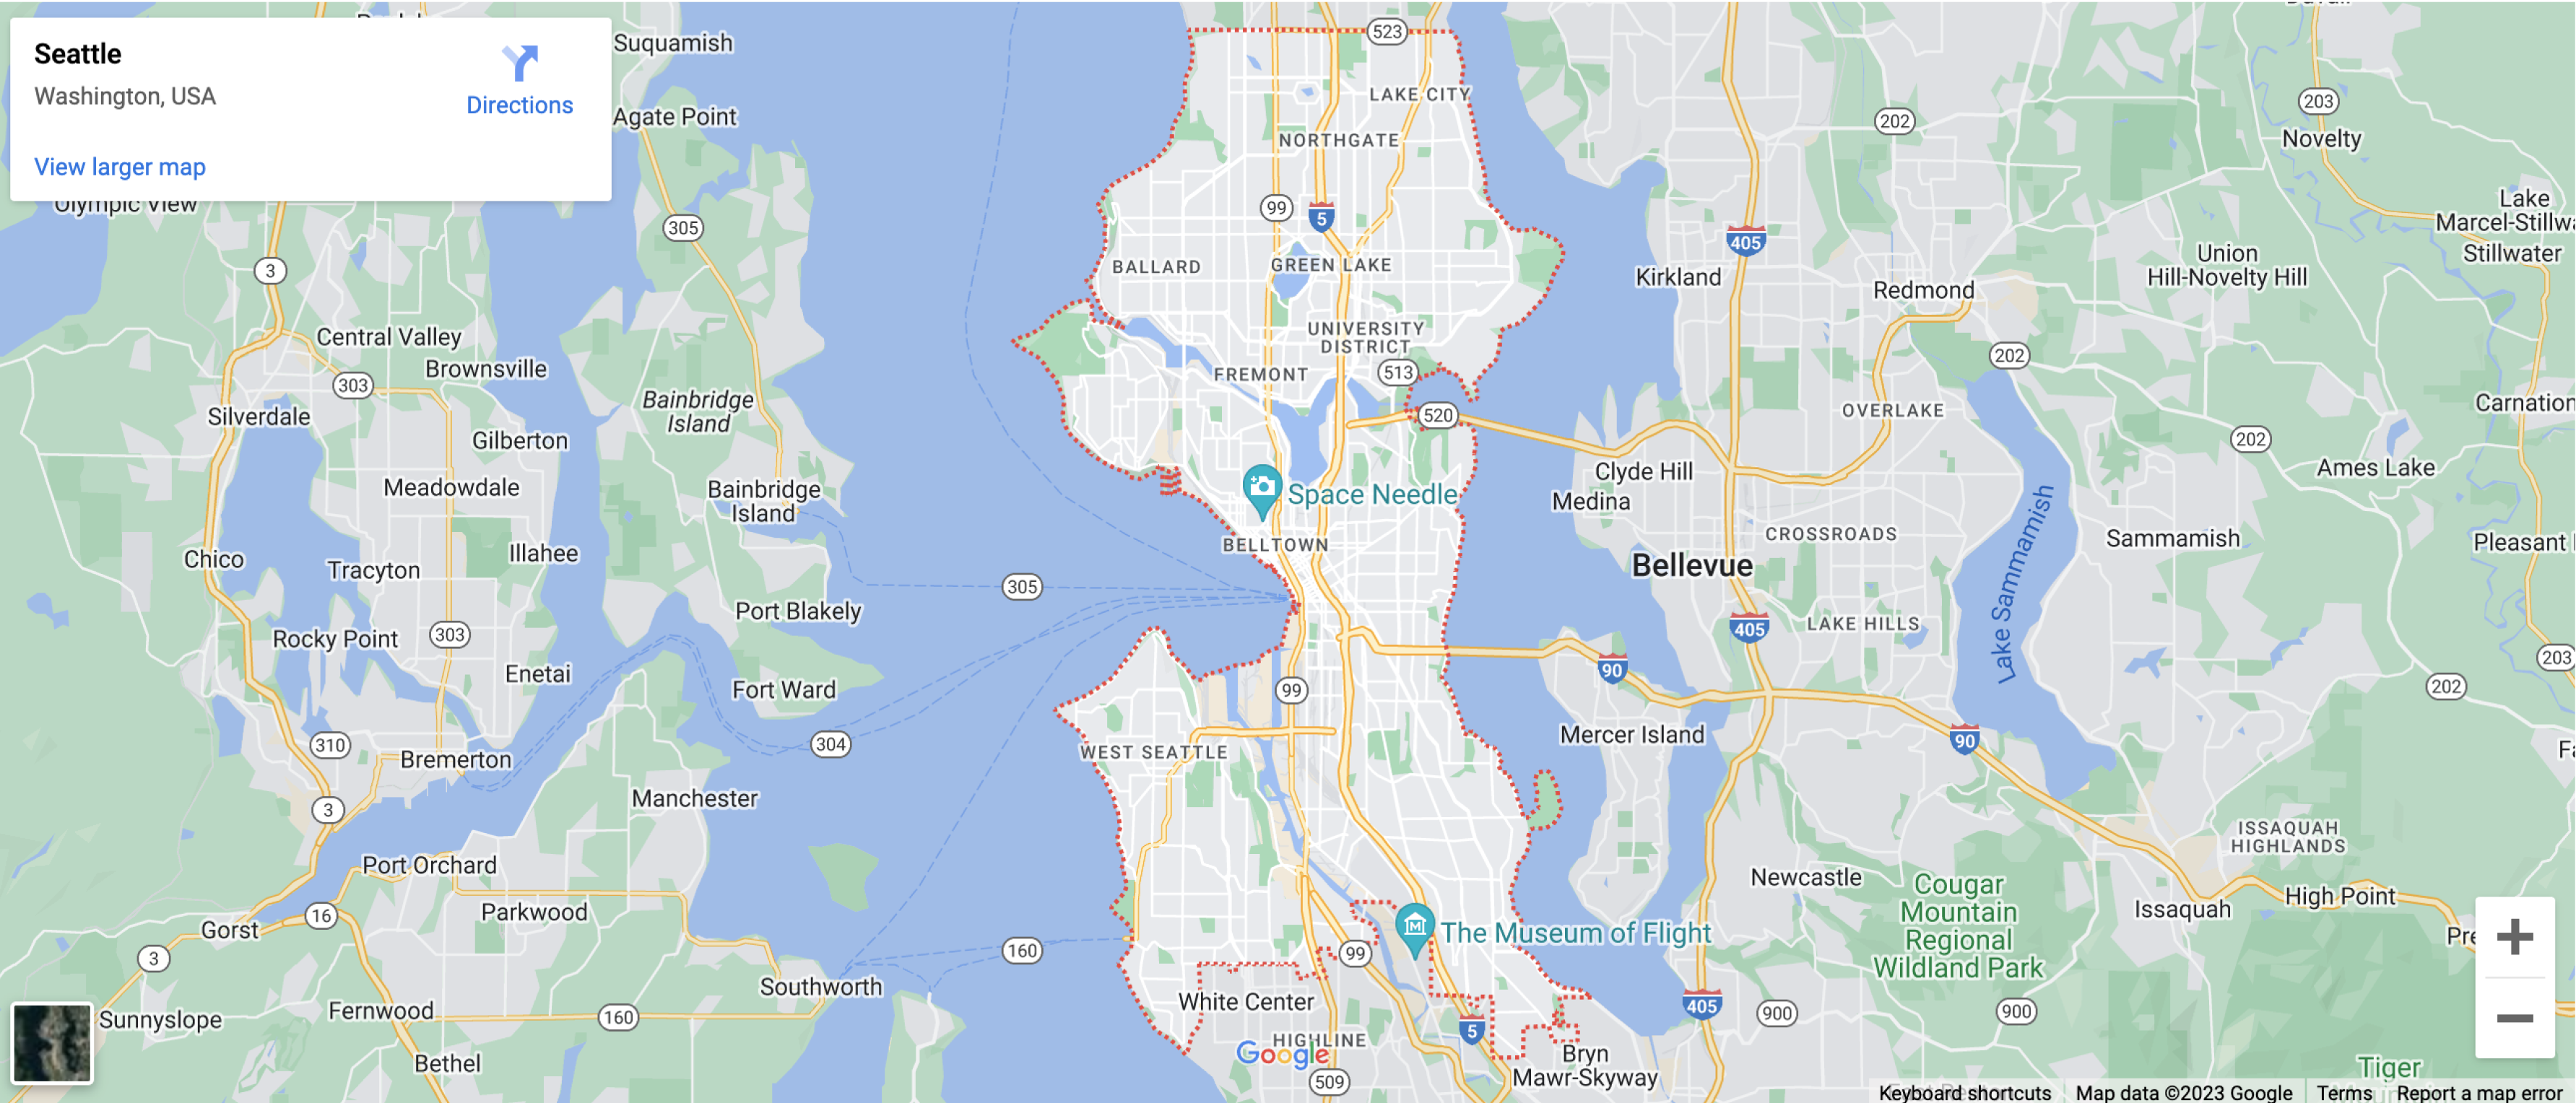 Seattle
Washington, USA
Directions
View larger map
Olympic View
Suquamish
Agate Point
305
3
Central Valley
Brownsville
303
Silverdale
Gilberton
Meadowdale
Bainbridge
Island
Bainbridge
Island
Chico
Tracyton
Illahee
Port Blakely
Rocky Point
303
Enetai
Fort Ward
305
304
310
Bremerton
3
Manchester
Port Orchard
16
Gorst
Parkwood
3
Southworth
160
Sunnyslope
Fernwood
160
Bethel
523
LAKE CITY
NORTHGATE
99
5
BALLARD
GREEN LAKE
UNIVERSITY
DISTRICT
513
FREMONT
520
Space Needle
BELLTOWN
99
WEST SEATTLE
The Museum of Flight
99
White Center
5
HIGHLINE
Google
509
Bryn
Mawr-Skyway
202
203
Novelty
Lake
Marcel-Stillwa
Stillwater
405
Union
Hill-Novelty Hill
Kirkland
Redmond
202
OVERLAKE
Carnation
202
Ames Lake
Clyde Hill
Medina
CROSSROADS
Lake Sammamish
Sammamish
Pleasant
Bellevue
405
LAKE HILLS
203
90
202
Mercer Island
90
ISSAQUAH
HIGHLANDS
Newcastle
Cougar
Mountain
Regional
Wildland Park
High Point
Issaquah
Pre
405
900
900
Tiger
Keyboard shortcuts
Map data ©2023 Google
Terms
Report a map error